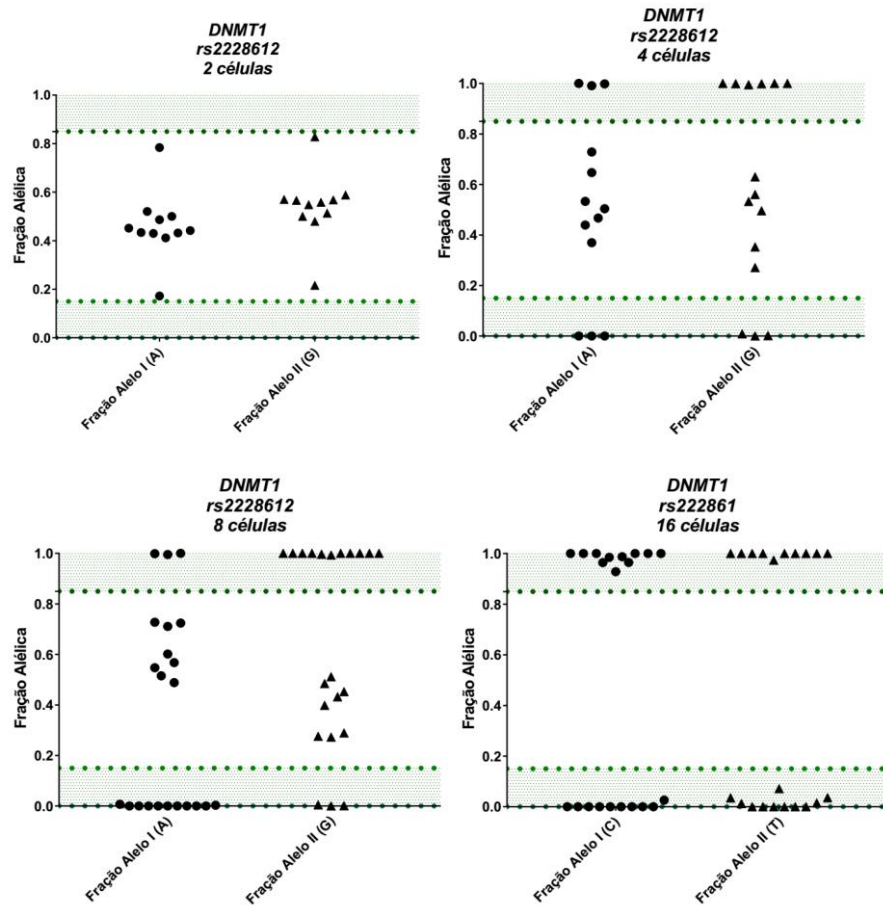 DNMT1
rs2228612
2 células
1.0
0.8
0.6
0.4
0.2
0.0
Fração Alélica
Fração Alelo I (A)
Fração Alelo II (G)
DNMT1
rs2228612
4 células
1.0
0.8
0.6
0.4
0.2
0.0
Fração Alélica
Fração Alelo I (A)
Fração Alelo II (G)
DNMT1
rs2228612
8 células
1.0
0.8
0.6
0.4
0.2
0.0
Fração Alélica
Fração Alelo I (A)
Fração Alelo II (G)
DNMT1
rs222861
16 células
1.0
0.8
0.6
0.4
0.2
0.0
Fração Alélica
Fração Alelo I (C)
Fração Alelo II (T)